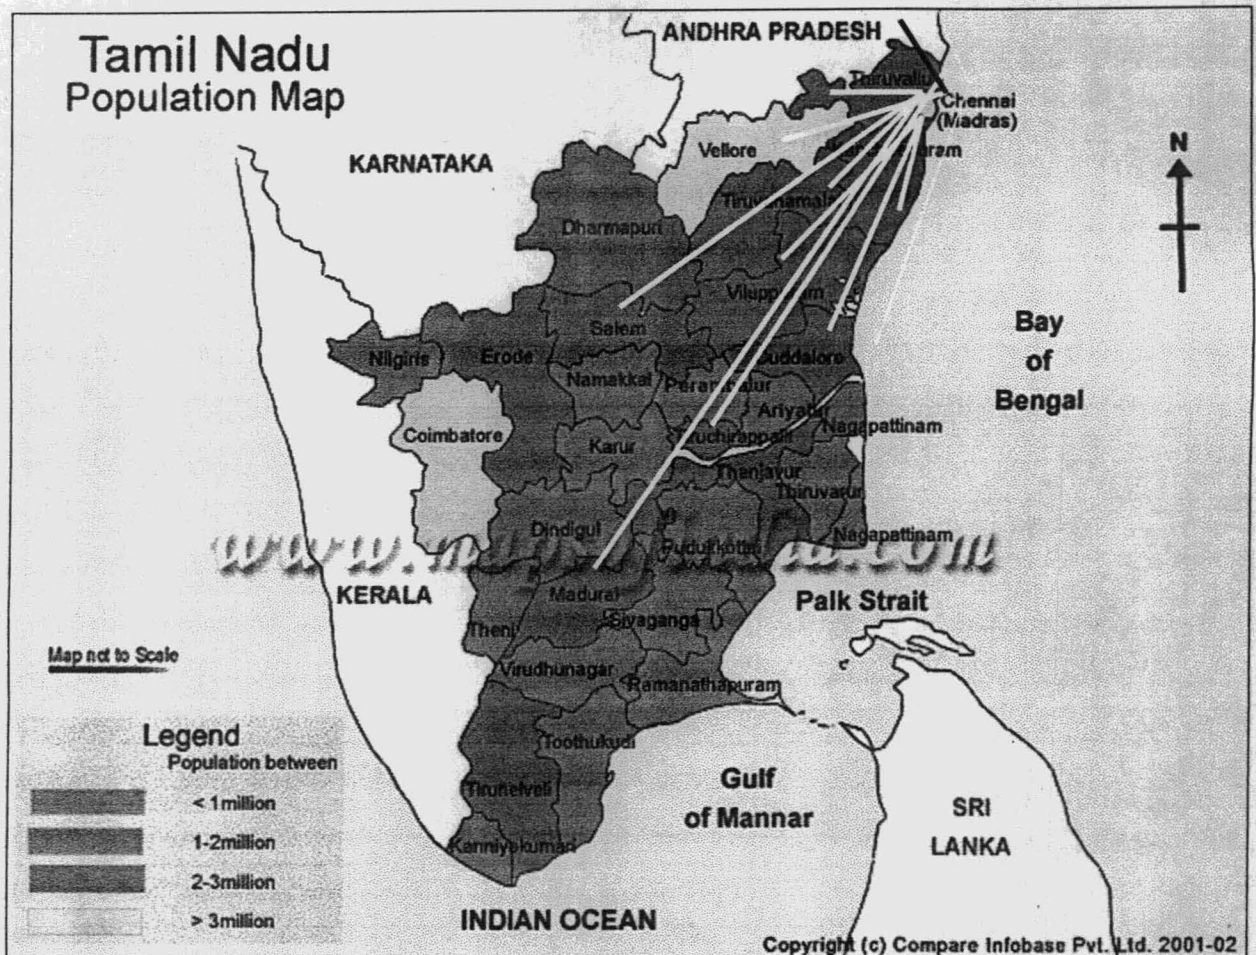 Tamil Nadu
Population Map
ANDHRA PRADESH
Chennai
(Madras)
N
Vellore
KARNATAKA
Dharmapuri
Bay
of
Bengal
Salem
Nilgiris
Erode
Namakkal
Ariyalur
Coimbatore
Karur
Nagapattinam
Thanjavur
Thiruvarur
Dindigul
Nagapattinam
KERALA
Madurai
Palk Strait
Theni
Sivaganga
Map not to Scale
Virudhunagar
Ramanathapuram
Legend
Population between
Toothukudi
Gulf
of Mannar
Tirunelveli
< 1million
SRI
LANKA
1-2million
Kanniyakumari
2-3million
> 3million
INDIAN OCEAN
Copyright (c) Compare Infobase Pvt. Ltd. 2001-02